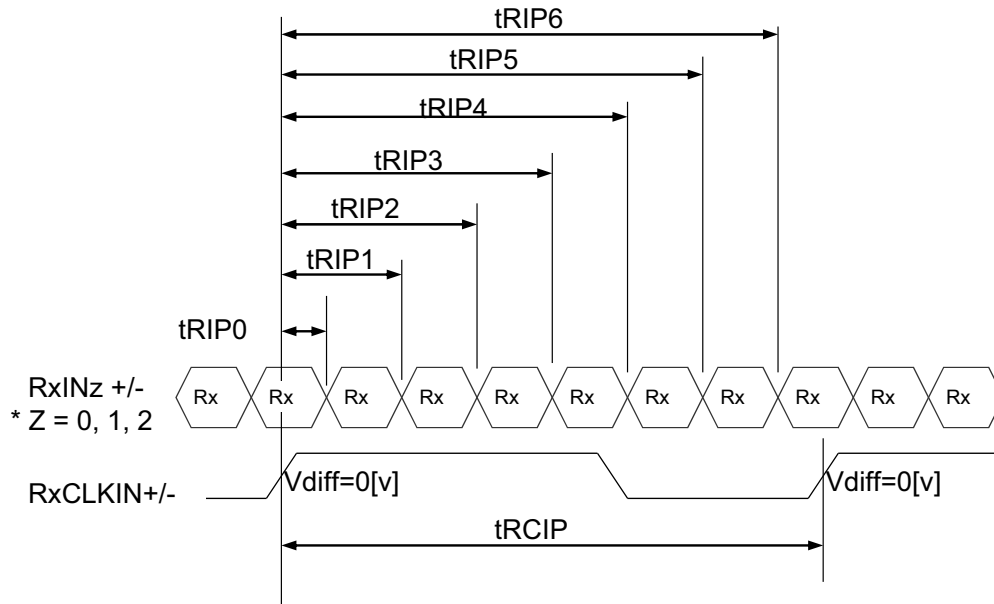 tRIP6
tRIP5
tRIP4
tRIP3
tRIP2
tRIP1
tRIP0
RxINz +/-
* Z = 0, 1, 2
Rx Rx Rx Rx Rx Rx Rx Rx Rx Rx Rx
RxCLKIN+/-
Vdiff=0[v] Vdiff=0[v]
tRCIP